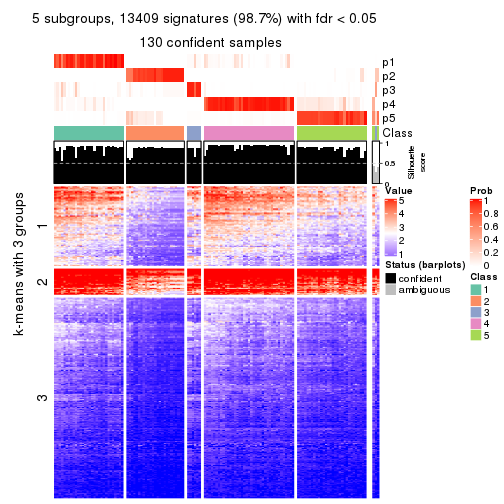 5 subgroups, 13409 signatures (98.7%) with fdr < 0.05
130 confident samples
p1
p2
p3
p4
p5
Class
1
0.5
0
Silhouette
score
k-means with 3 groups
1
2
3
Value
5
4
3
2
1
Status (barplots)
confident
ambiguous
Prob
1
0.8
0.6
0.4
0.2
0
Class
1
2
3
4
5